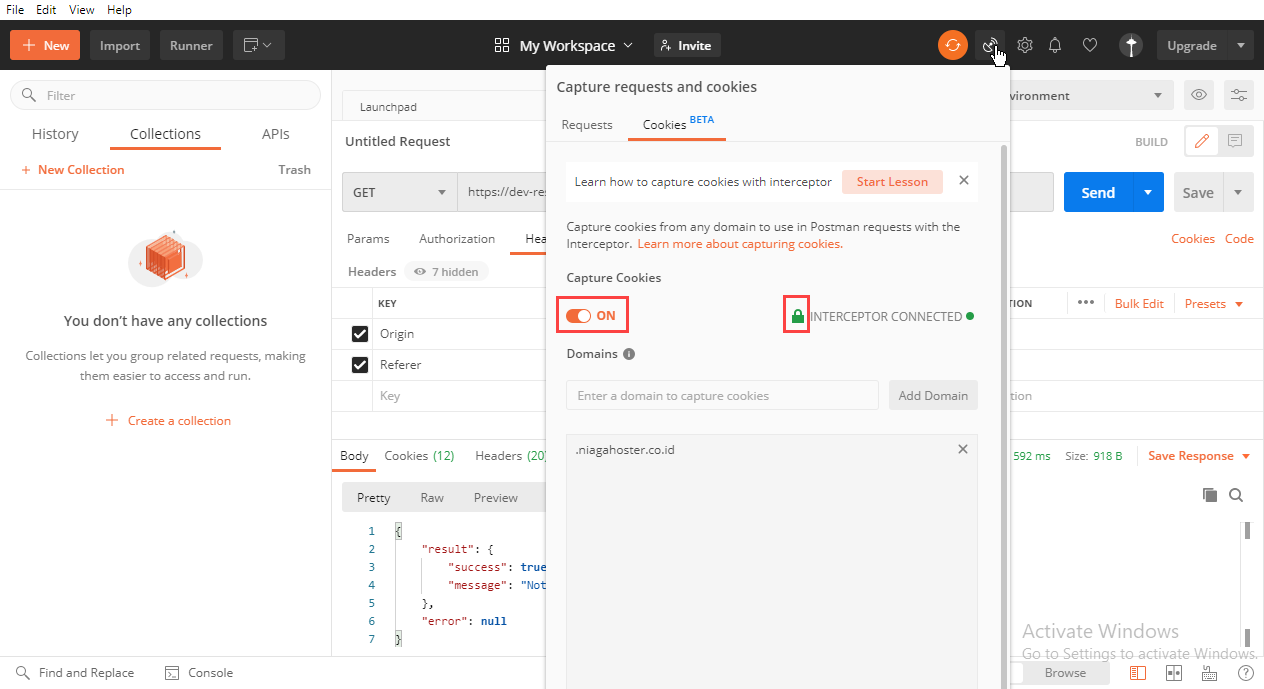 File Edit View Help
New Import Runner My Workspace Invite Upgrade
Filter
History Collections APIs
New Collection Trash
You don't have any collections
Collections let you group related requests, making
them easier to access and run.
Create a collection
Launchpad
Untitled Request BUILD
GET https://dev-res Send Save
Params Authorization Hea Cookies Code
Headers 7 hidden
KEY TION Bulk Edit Presets
Origin
Referer
Key tion
vironment
Capture requests and cookies
Requests Cookies BETA
Learn how to capture cookies with interceptor Start Lesson
Capture cookies from any domain to use in Postman requests with the
Interceptor. Learn more about capturing cookies.
Capture Cookies
ON INTERCEPTOR CONNECTED
Domains
Enter a domain to capture cookies Add Domain
.niagahoster.co.id
Body Cookies (12) Headers (20) 592 ms Size: 918 B Save Response
Pretty Raw Preview
1 {
2 "result": {
3 "success": true
4 "message": "Not
5 },
6 "error": null
7 }
Activate Windows
Go to Settings to activate Windows.
Find and Replace Console Browse